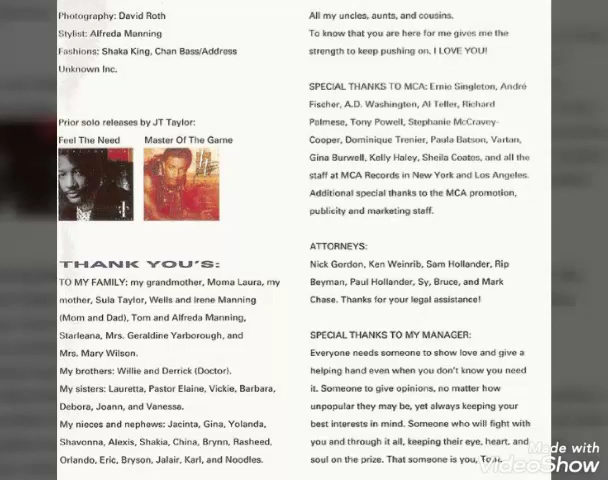 Photography: David Roth
Stylist: Alfreda Manning
Fashions: Shaka King, Chan Bass/Address
Unknown Inc.
Prior solo releases by JT Taylor:
Feel The Need Master Of The Game
THANK YOU'S:
TO MY FAMILY: my grandmother, Moma Laura, my
mother, Sula Taylor, Wells and Irene Manning
(Mom and Dad), Tom and Alfreda Manning,
Starleana, Mrs. Geraldine Yarborough, and
Mrs. Mary Wilson.
My brothers: Willie and Derrick (Doctor).
My sisters: Lauretta, Pastor Elaine, Vickie, Barbara,
Debora, Joann, and Vanessa.
My nieces and nephews: Jacinta, Gina, Yolanda,
Shavonna, Alexis, Shakia, China, Brynn, Rasheed,
Orlando, Eric, Bryson, Jalair, Karl, and Noodles.
All my uncles, aunts, and cousins.
To know that you are here for me gives me the
strength to keep pushing on. I LOVE YOU!
SPECIAL THANKS TO MCA: Ernie Singleton, André
Fischer, A.D. Washington, Al Teller, Richard
Palmese, Tony Powell, Stephanie McCravey-
Cooper, Dominique Trenier, Paula Batson, Vartan,
Gina Burwell, Kelly Haley, Sheila Coates, and all the
staff at MCA Records in New York and Los Angeles.
Additional special thanks to the MCA promotion,
publicity and marketing staff.
ATTORNEYS:
Nick Gordon, Ken Weinrib, Sam Hollander, Rip
Beyman, Paul Hollander, Sy, Bruce, and Mark
Chase. Thanks for your legal assistance!
SPECIAL THANKS TO MY MANAGER:
Everyone needs someone to show love and give a
helping hand even when you don't know you need
it. Someone to give opinions, no matter how
unpopular they may be, yet always keeping your
best interests in mind. Someone who will fight with
you and through it all, keeping their eye, heart, and
soul on the prize. That someone is you,
Made with
VideoShow